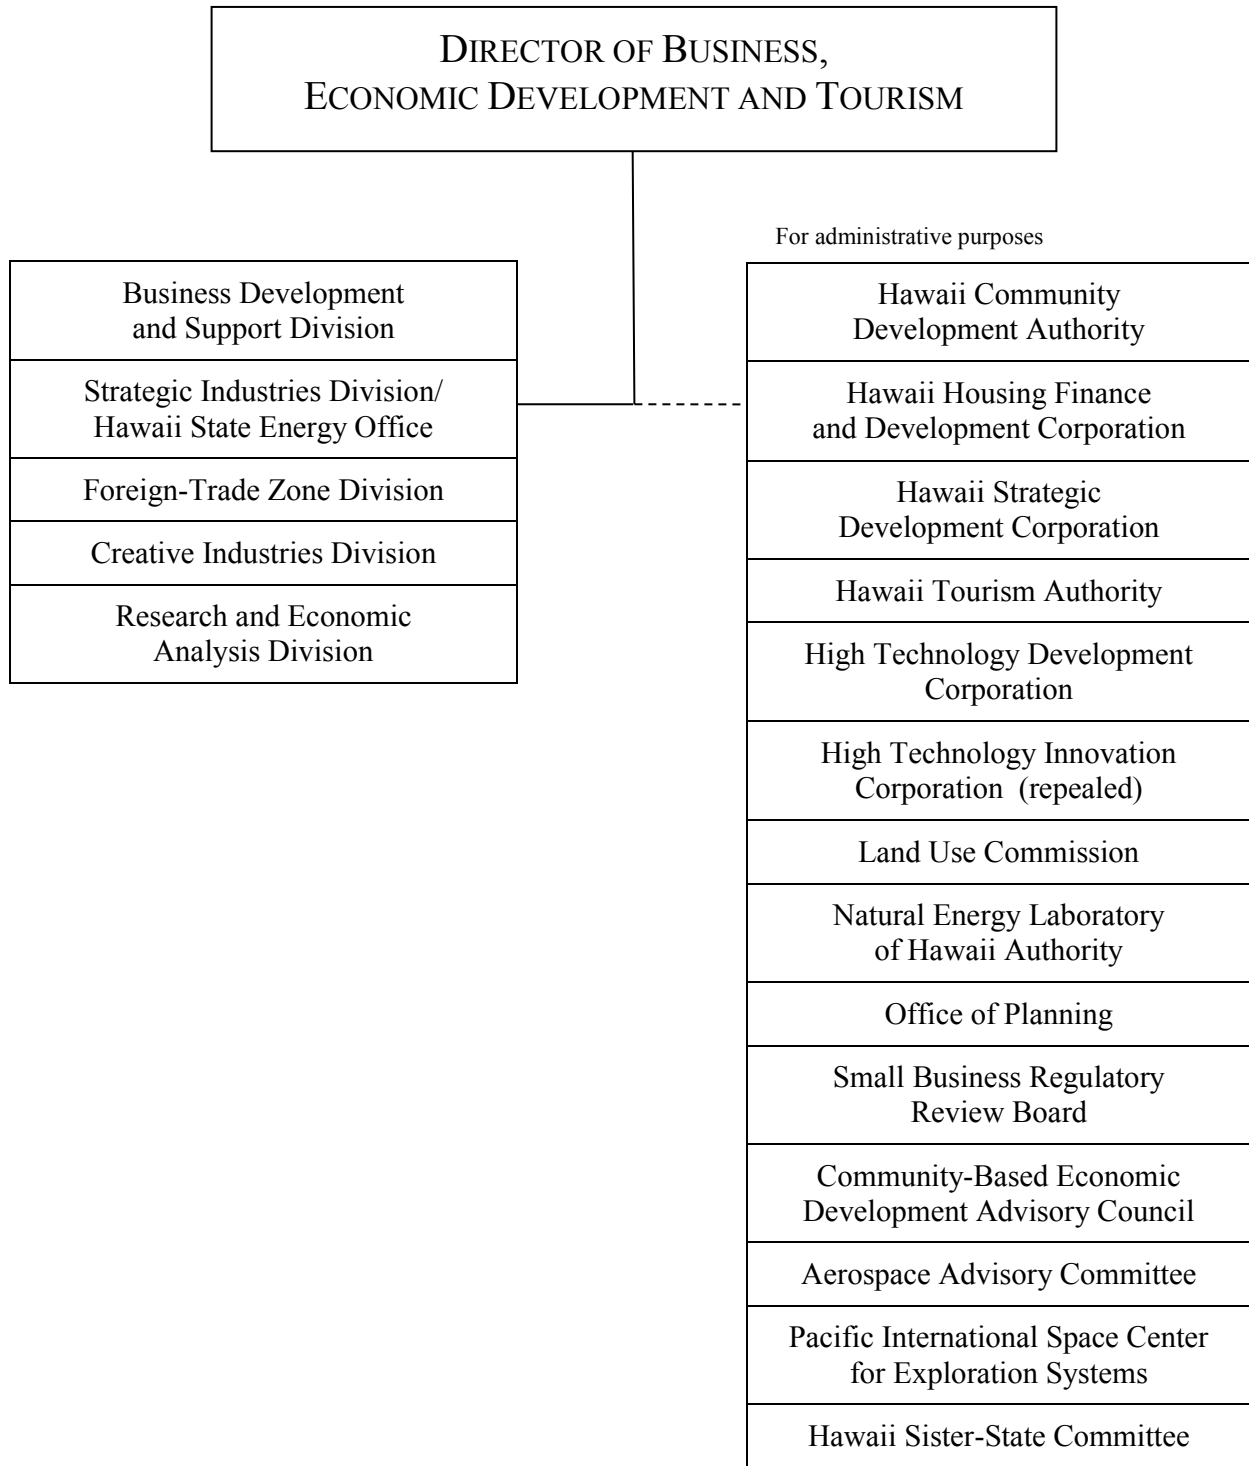 DIRECTOR OF BUSINESS,
ECONOMIC DEVELOPMENT AND TOURISM
Business Development
and Support Division
Strategic Industries Division/
Hawaii State Energy Office
Foreign-Trade Zone Division
Creative Industries Division
Research and Economic
Analysis Division
For administrative purposes
Hawaii Community
Development Authority
Hawaii Housing Finance
and Development Corporation
Hawaii Strategic
Development Corporation
Hawaii Tourism Authority
High Technology Development
Corporation
High Technology Innovation
Corporation (repealed)
Land Use Commission
Natural Energy Laboratory
of Hawaii Authority
Office of Planning
Small Business Regulatory
Review Board
Community-Based Economic
Development Advisory Council
Aerospace Advisory Committee
Pacific International Space Center
for Exploration Systems
Hawaii Sister-State Committee